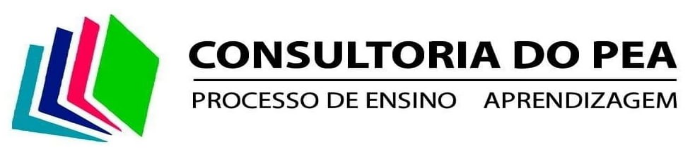 CONSULTORIA DO PEA
PROCESSO DE ENSINO APRENDIZAGEM